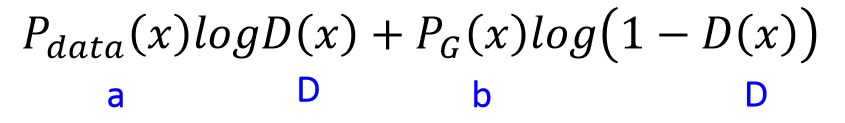 P_data(x)logD(x) + P_G(x)log(1 − D(x))
a D b D